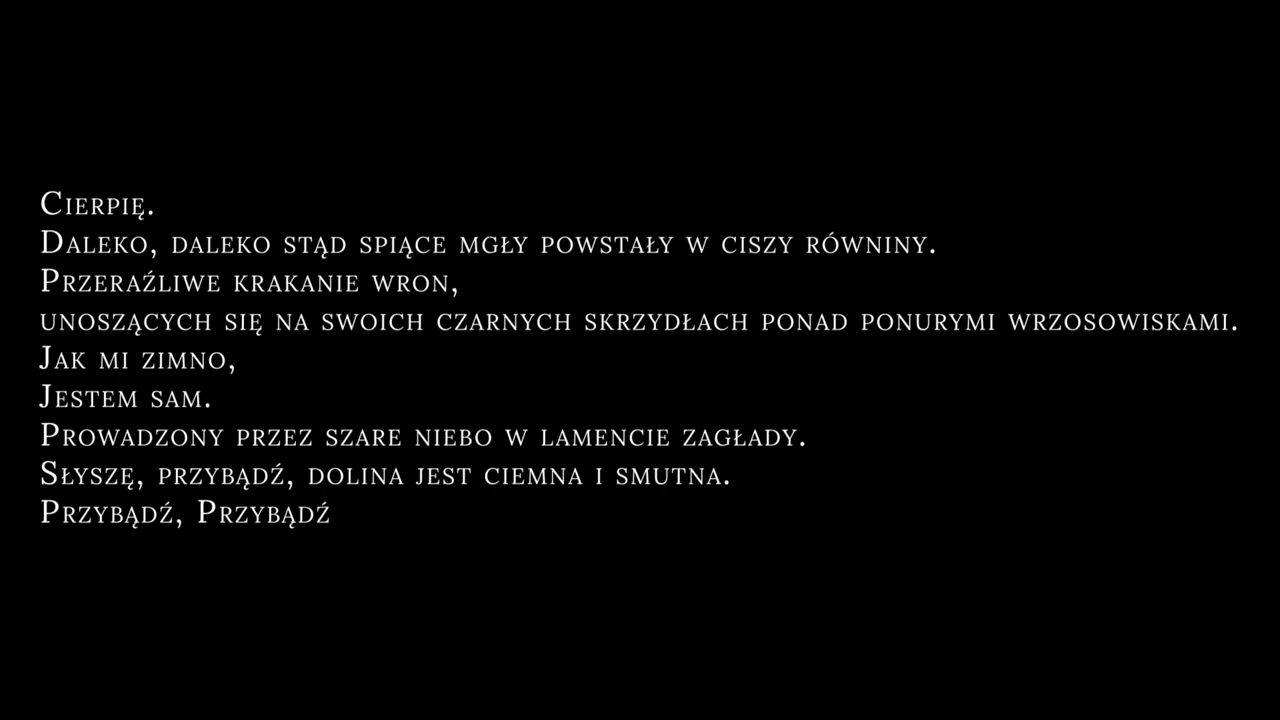 Cierpię.
Daleko, daleko stąd spiące mgły powstały w ciszy równiny.
Przeraźliwe krakanie wron,
unoszących się na swoich czarnych skrzydłach ponad ponurymi wrzosowiskami.
Jak mi zimno,
Jestem sam.
Prowadzony przez szare niebo w lamencie zagłady.
Słyszę, przybądź, dolina jest ciemna i smutna.
Przybądź, Przybądź